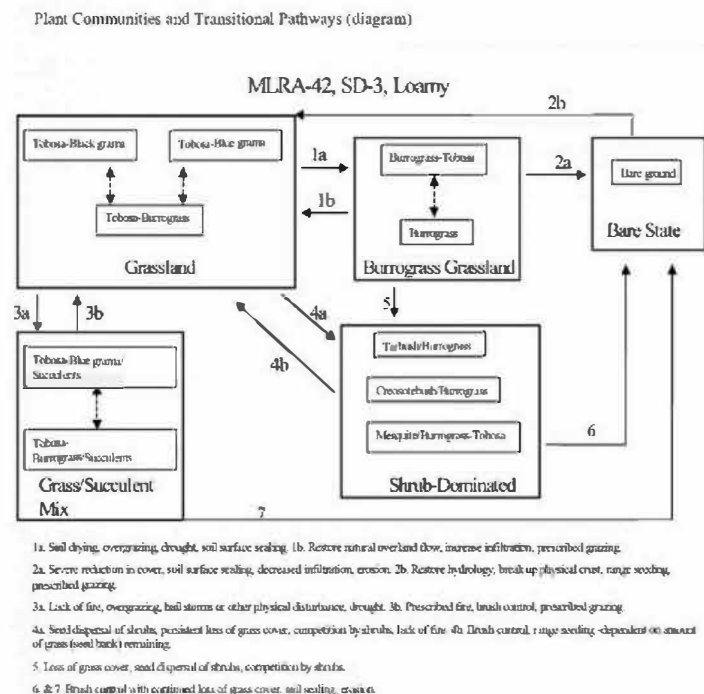 Plant Communities and Transitional Pathways (diagram)
MLRA-42, SD-3, Loamy
2b
Tobosa-Black grama
Tobosa-Blue grama
1a
Burrograss-Tobosa
2a
Bare ground
1b
Tobosa-Burrograss
Burrograss
Bare State
Grassland
Burrograss Grassland
3a
3b
4a
5
4b
Tobosa-Blue grama/
Succulents
Tarbush/Burrograss
Creosotebush/Burrograss
Tobosa-
Burrograss/Succulents
Mesquite/Burrograss-Tobosa
6
Grass/Succulent
Mix
Shrub-Dominated
7
1a. Soil drying, overgrazing, drought, soil surface sealing. 1b. Restore natural overland flow, increase infiltration, prescribed grazing.
2a. Severe reduction in cover, soil surface sealing, decreased infiltration, erosion. 2b. Restore hydrology, break up physical crust, range seeding,
prescribed grazing.
3a. Lack of fire, overgrazing, hail storms or other physical disturbance, drought. 3b. Prescribed fire, brush control, prescribed grazing
4a. Seed dispersal of shrubs, persistent loss of grass cover, competition by shrubs, lack of fire. 4b. Brush control, range seeding -dependent on amount
of grass (seed bank) remaining.
5. Loss of grass cover, seed dispersal of shrubs, competition by shrubs.
6. & 7. Brush control with continued loss of grass cover, soil sealing, erosion.